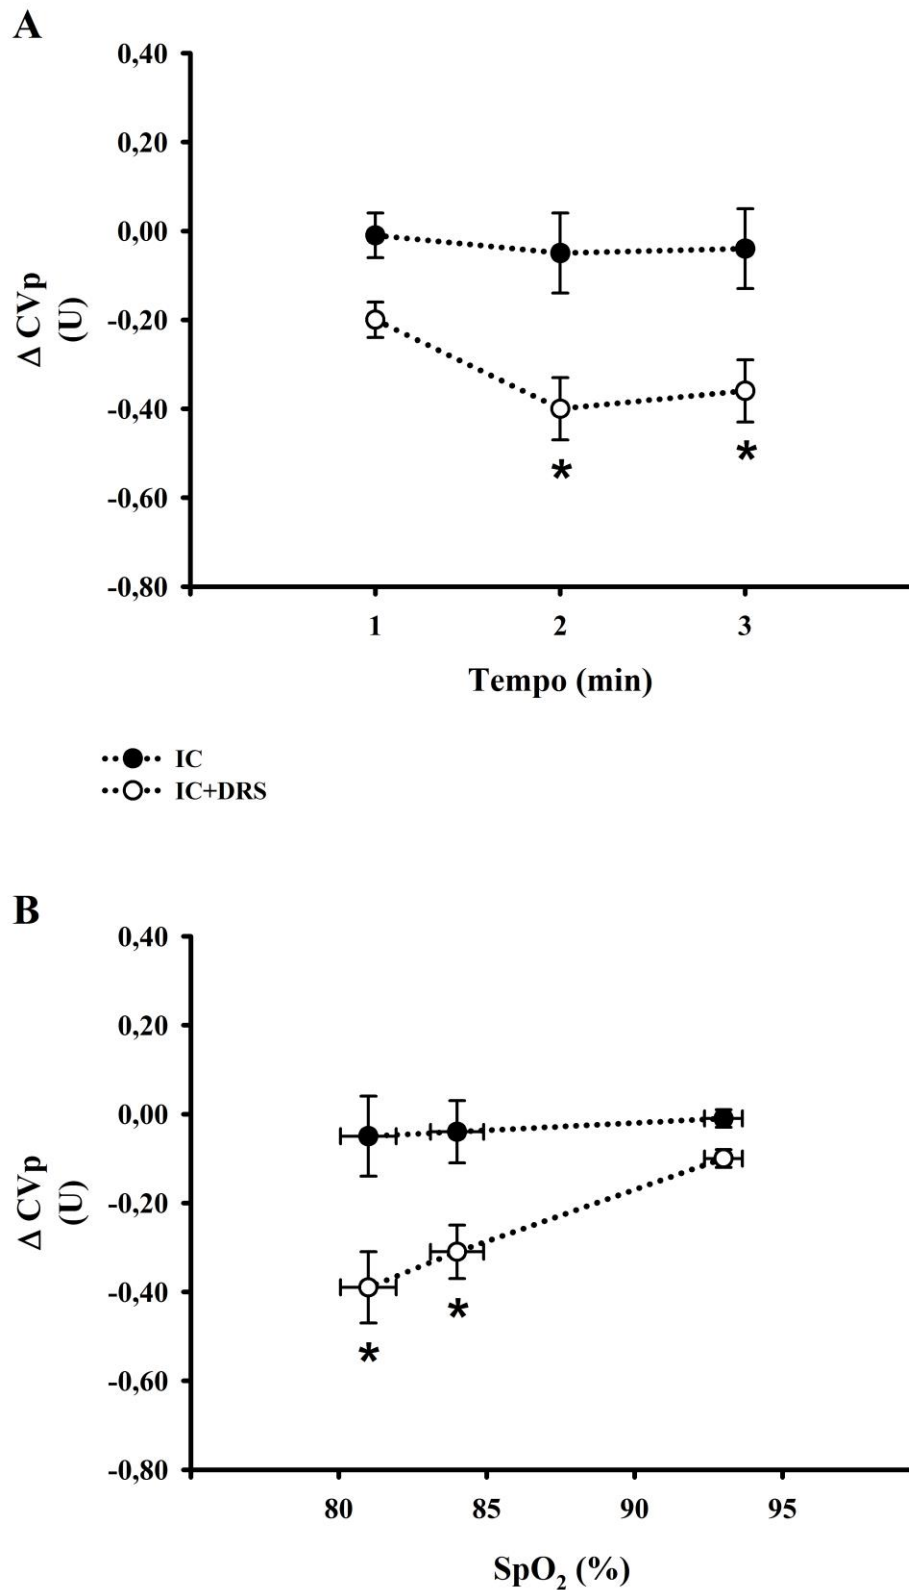 A
0,40
0,20
0,00
-0,20
-0,40
-0,60
-0,80
Δ CVp
(U)
*
*
1 2 3
Tempo (min)
IC
IC+DRS
B
0,40
0,20
0,00
-0,20
-0,40
-0,60
-0,80
Δ CVp
(U)
*
*
80 85 90 95
SpO₂ (%)